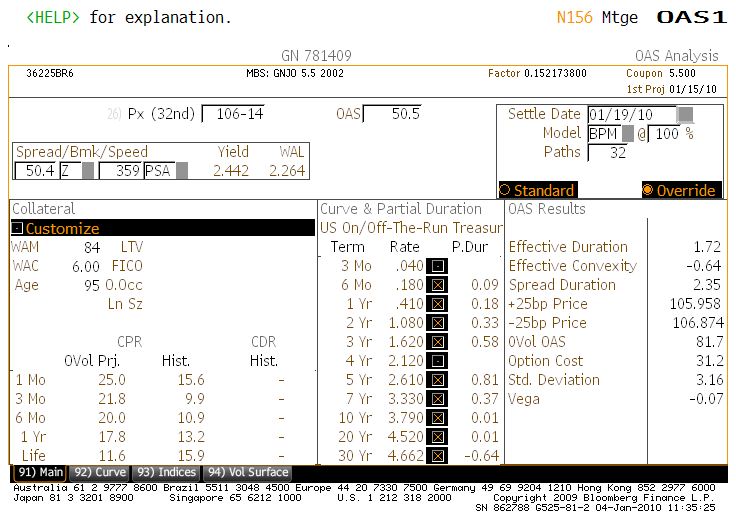 <HELP> for explanation. N156 Mtge OAS1
GN 781409 OAS Analysis
36225BR6 MBS: GNJO 5.5 2002 Factor 0.152173800 Coupon 5.500
1st Proj 01/15/10
26) Px (32nd) 106-14 OAS 50.5 Settle Date 01/19/10
Model BPM @ 100 %
Paths 32
Spread/Bmk/Speed Yield WAL
50.4 Z 359 PSA 2.442 2.264
Standard Override
Collateral Curve & Partial Duration OAS Results
Customize US On/Off-The-Run Treasur
WAM 84 LTV Term Rate P.Dur Effective Duration 1.72
WAC 6.00 FICO 3 Mo .040 Effective Convexity -0.64
Age 95 O.Occ 6 Mo .180 0.09 Spread Duration 2.35
Ln Sz 1 Yr .410 0.18 +25bp Price 105.958
2 Yr 1.080 0.33 -25bp Price 106.874
CPR CDR 3 Yr 1.620 0.58 0Vol OAS 81.7
0Vol Prj. Hist. Hist. 4 Yr 2.120 Option Cost 31.2
1 Mo 25.0 15.6 - 5 Yr 2.610 0.81 Std. Deviation 3.16
3 Mo 21.8 9.9 - 7 Yr 3.330 0.37 Vega -0.07
6 Mo 20.0 10.9 - 10 Yr 3.790 0.01
1 Yr 17.8 13.2 - 20 Yr 4.520 0.01
Life 11.6 15.9 - 30 Yr 4.662 -0.64
91) Main 92) Curve 93) Indices 94) Vol Surface
Australia 61 2 9777 8600 Brazil 5511 3048 4500 Europe 44 20 7330 7500 Germany 49 69 9204 1210 Hong Kong 852 2977 6000
Japan 81 3 3201 8900 Singapore 65 6212 1000 U.S. 1 212 318 2000 Copyright 2009 Bloomberg Finance L.P.
SN 862788 G525-81-2 04-Jan-2010 11:35:25